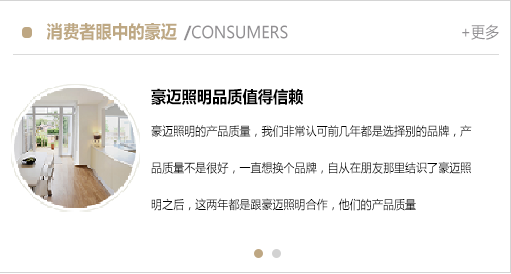 消费者眼中的豪迈 /CONSUMERS
+更多
豪迈照明品质值得信赖
豪迈照明的产品质量，我们非常认可前几年都是选择别的品牌，产
品质量不是很好，一直想换个品牌，自从在朋友那里结识了豪迈照
明之后，这两年都是跟豪迈照明合作，他们的产品质量